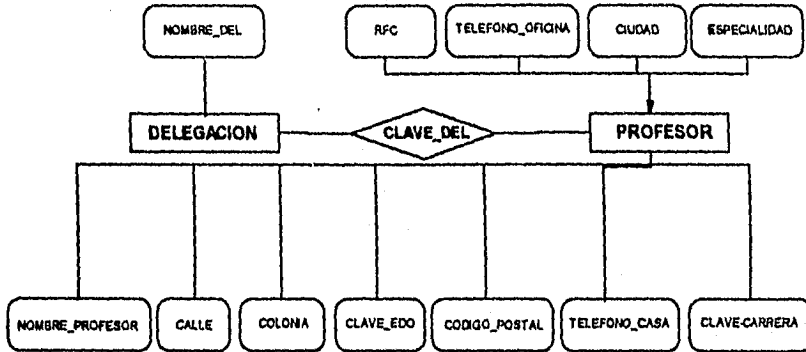 NOMBRE_DEL
RFC
TELEFONO_OFICINA
CIUDAD
ESPECIALIDAD
DELEGACION
CLAVE_DEL
PROFESOR
NOMBRE_PROFESOR
CALLE
COLONIA
CLAVE_EDO
CODIGO_POSTAL
TELEFONO_CASA
CLAVE-CARRERA